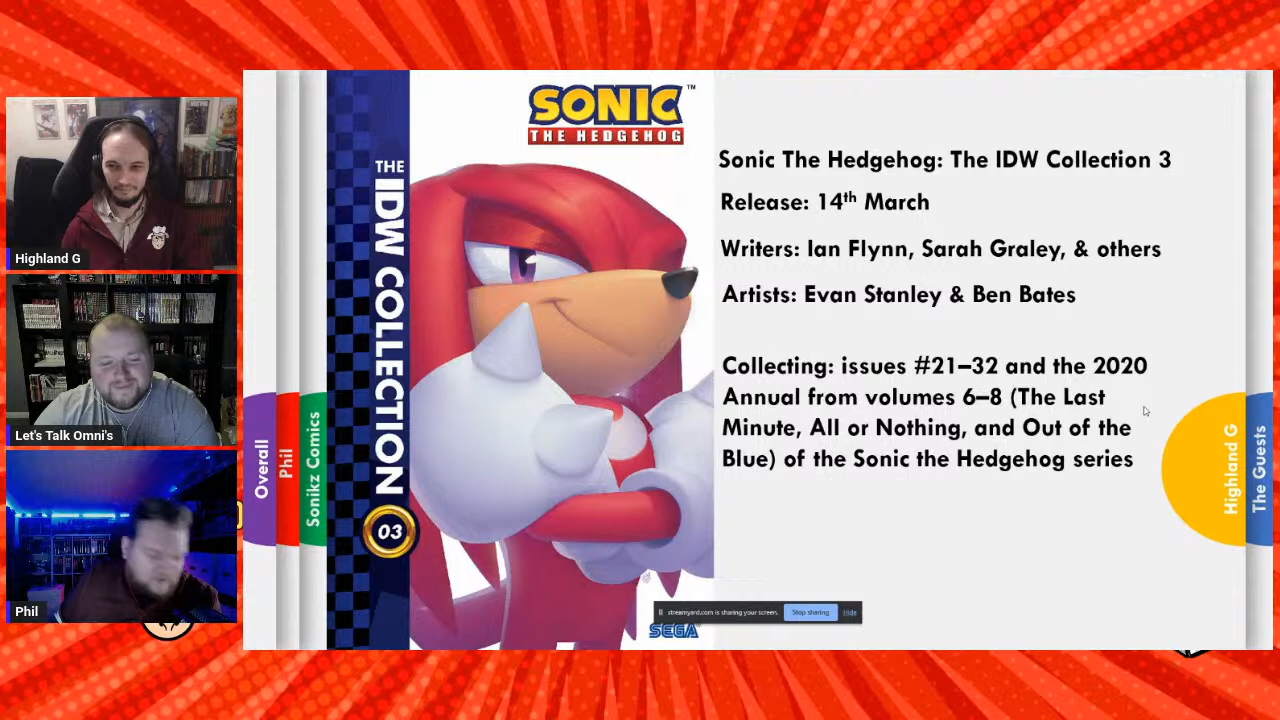 Highland G
Let's Talk Omni's
Phil
Overall
Phil
Sonikz Comics
THE IDW COLLECTION
03
SONIC
TM
THE HEDGEHOG
SEGA
Sonic The Hedgehog: The IDW Collection 3
Release: 14th March
Writers: Ian Flynn, Sarah Graley, & others
Artists: Evan Stanley & Ben Bates
Collecting: issues #21–32 and the 2020
Annual from volumes 6–8 (The Last
Minute, All or Nothing, and Out of the
Blue) of the Sonic the Hedgehog series
streamyard.com is sharing your screen.
Stop sharing
Hide
Highland G
The Guests